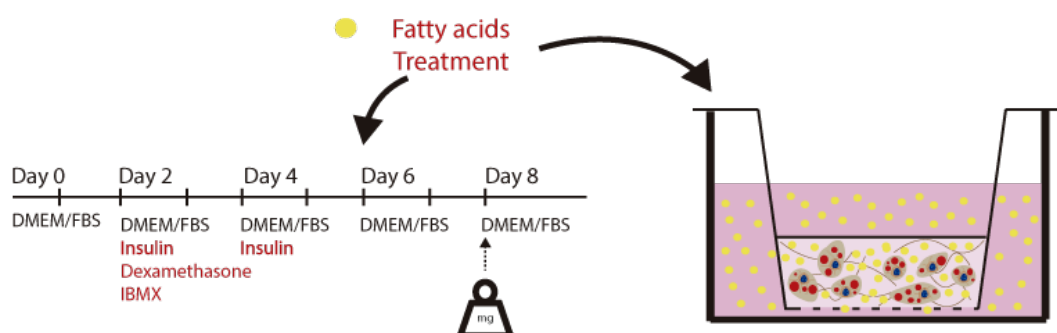 Fatty acids
Treatment
Day 0 Day 2 Day 4 Day 6 Day 8
DMEM/FBS DMEM/FBS DMEM/FBS DMEM/FBS DMEM/FBS
Insulin Insulin
Dexamethasone
IBMX
mg